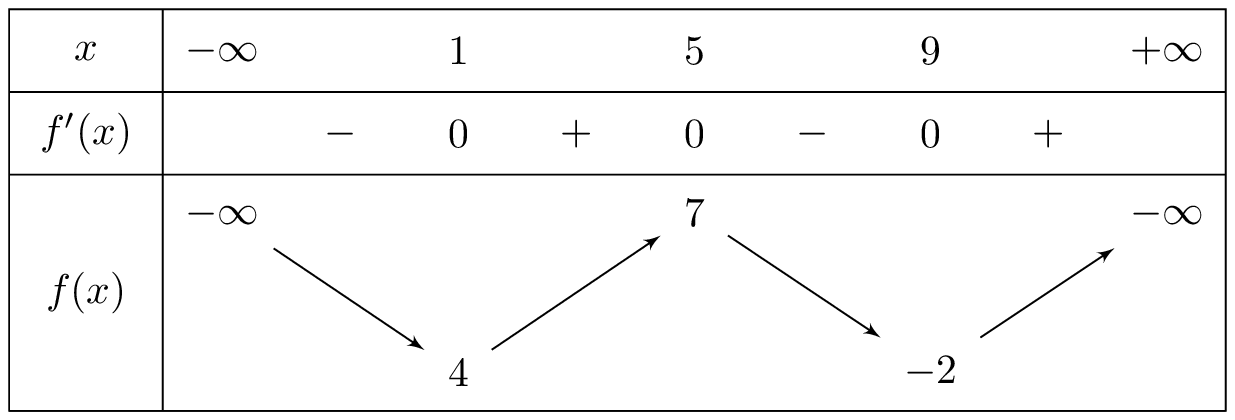 x −∞ 1 5 9 +∞
f′(x) − 0 + 0 − 0 +
−∞ 7 −∞
f(x)
4 −2